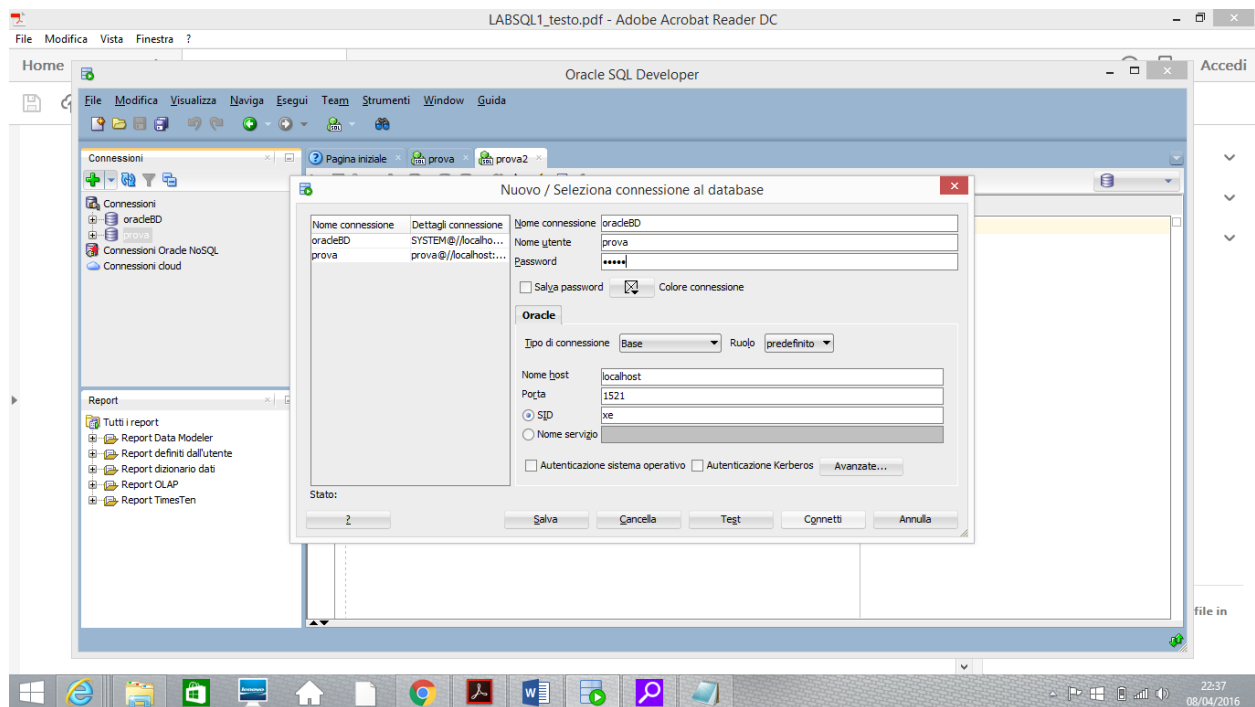 LABSQL1_testo.pdf - Adobe Acrobat Reader DC
File Modifica Vista Finestra ?
Home
Accedi
Oracle SQL Developer
File Modifica Visualizza Naviga Esegui Team Strumenti Window Guida
Connessioni
Pagina iniziale
prova
prova2
Connessioni
oracleBD
prova
Connessioni Oracle NoSQL
Connessioni cloud
Report
Tutti i report
Report Data Modeler
Report definiti dall'utente
Report dizionario dati
Report OLAP
Report TimesTen
Nuovo / Seleziona connessione al database
Nome connessione Dettagli connessione
oracleBD SYSTEM@//localho...
prova prova@//localhost:...
Nome connessione oracleBD
Nome utente prova
Password •••••
Salva password Colore connessione
Oracle
Tipo di connessione Base Ruolo predefinito
Nome host localhost
Porta 1521
SID xe
Nome servizio
Autenticazione sistema operativo Autenticazione Kerberos Avanzate...
Stato:
? Salva Cancella Test Connetti Annulla
file in
lenovo
22:37
08/04/2016